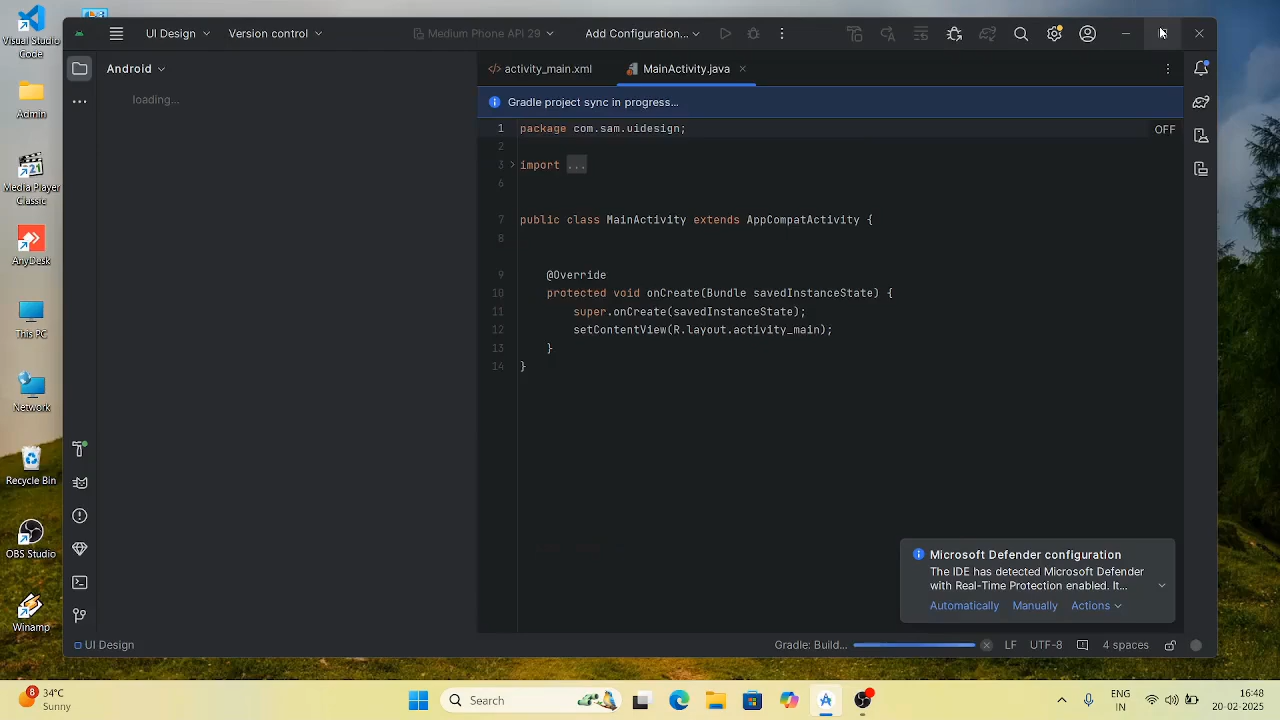 Visual Studio
Code
Admin
Media Player
Classic
AnyDesk
This PC
Network
Recycle Bin
OBS Studio
Winamp
UI Design
Version control
Medium Phone API 29
Add Configuration...
Android
loading...
activity_main.xml
MainActivity.java
Gradle project sync in progress...
OFF
1 package com.sam.uidesign;
2
3 import ...
6
7 public class MainActivity extends AppCompatActivity {
8
9 @Override
10 protected void onCreate(Bundle savedInstanceState) {
11 super.onCreate(savedInstanceState);
12 setContentView(R.layout.activity_main);
13 }
14 }
Microsoft Defender configuration
The IDE has detected Microsoft Defender
with Real-Time Protection enabled. It...
Automatically Manually Actions
UI Design
Gradle: Build...
LF UTF-8 4 spaces
8
34°C
Sunny
Search
ENG
IN
16:48
20-02-2025